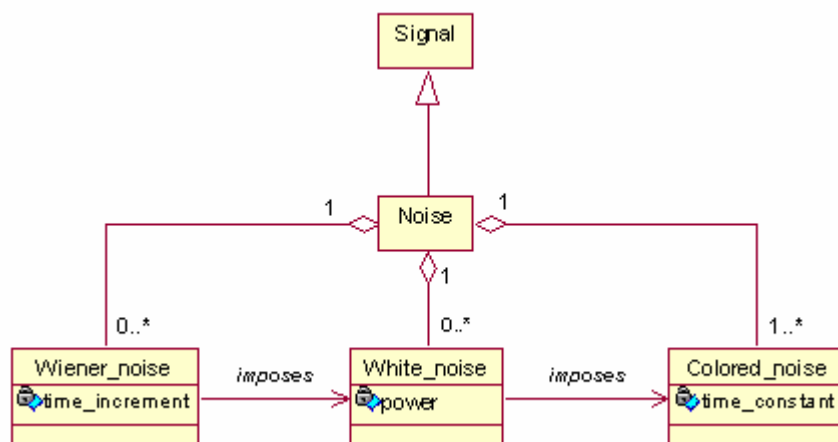 Signal
1
Noise
1
1
0..*
0..*
1..*
Wiener_noise
imposes
White_noise
imposes
Colored_noise
time_increment
power
time_constant